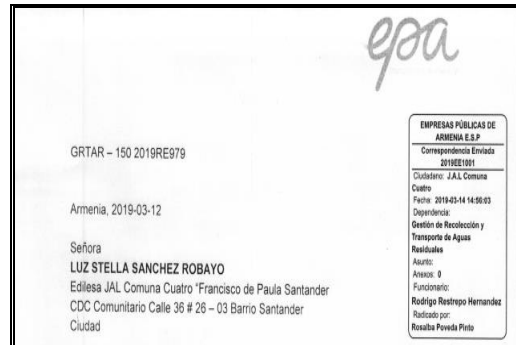 epa
GRTAR – 150 2019RE979
Armenia, 2019-03-12
Señora
LUZ STELLA SANCHEZ ROBAYO
Edilesa JAL Comuna Cuatro "Francisco de Paula Santander
CDC Comunitario Calle 36 # 26 – 03 Barrio Santander
Ciudad
EMPRESAS PÚBLICAS DE
ARMENIA E.S.P
Correspondencia Enviada
2019EE1001
Ciudadano: J.A.L Comuna
Cuatro
Fecha: 2019-03-14 14:56:03
Dependencia:
Gestión de Recolección y
Transporte de Aguas
Residuales
Asunto:
Anexos: 0
Funcionario:
Rodrigo Restrepo Hernandez
Radicado por:
Rosalba Poveda Pinto